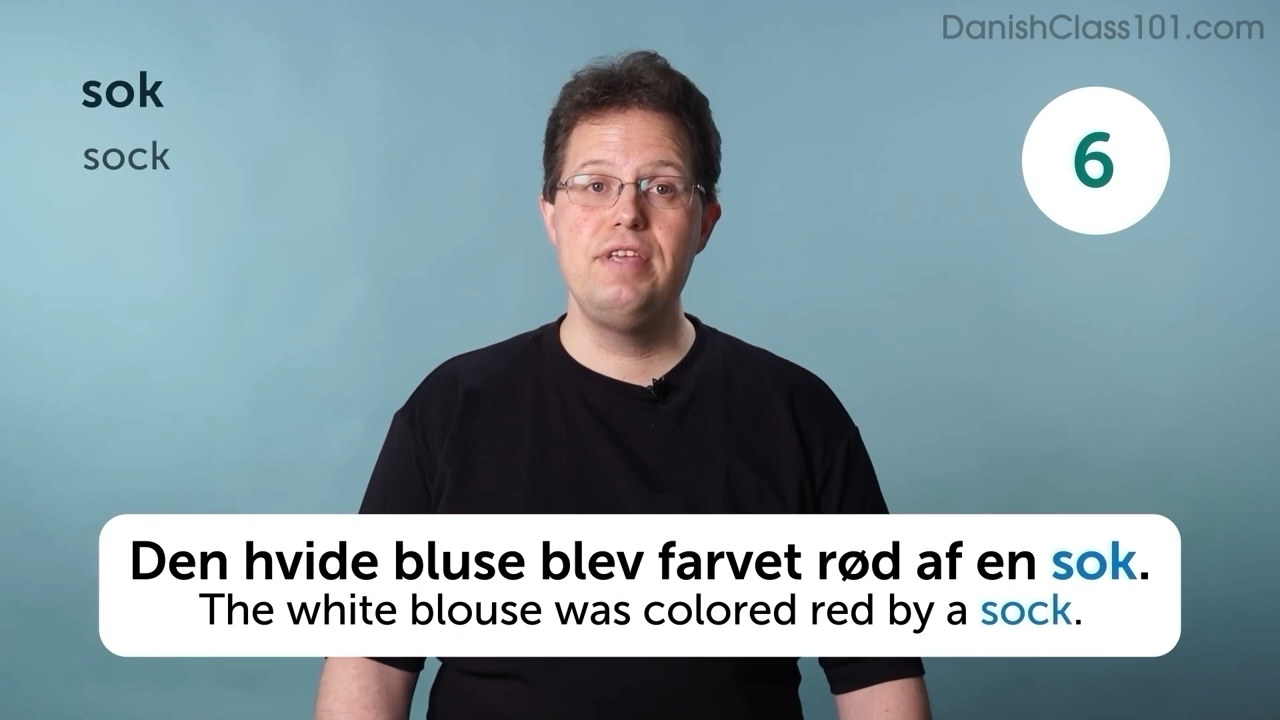 DanishClass101.com
sok
sock
6
Den hvide bluse blev farvet rød af en sok.
The white blouse was colored red by a sock.